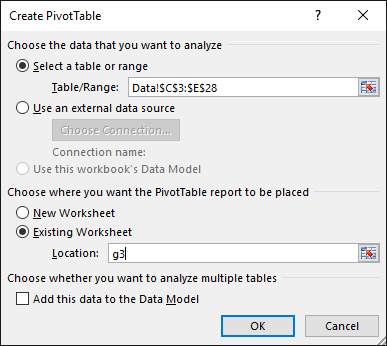 Create PivotTable
? ×
Choose the data that you want to analyze
Select a table or range
Table/Range: Data!$C$3:$E$28
Use an external data source
Choose Connection...
Connection name:
Use this workbook's Data Model
Choose where you want the PivotTable report to be placed
New Worksheet
Existing Worksheet
Location: g3
Choose whether you want to analyze multiple tables
Add this data to the Data Model
OK Cancel